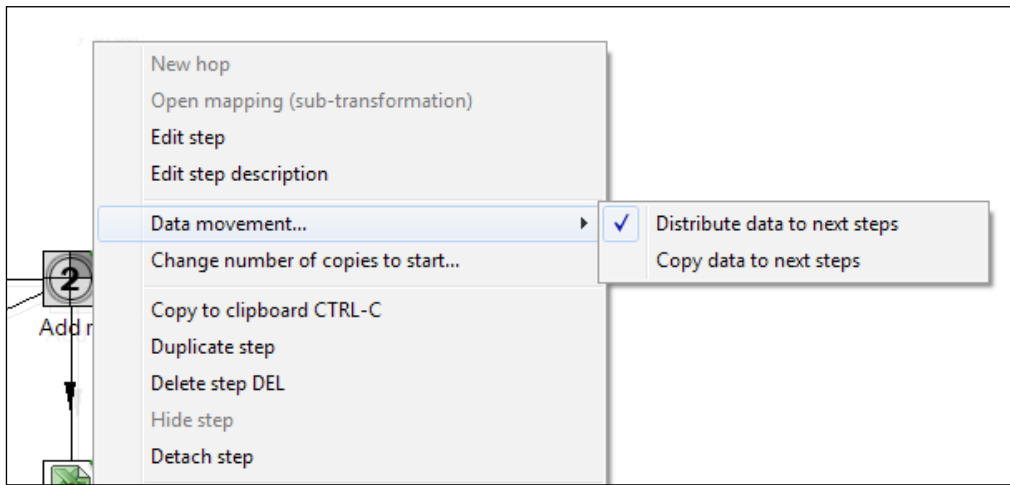 New hop
Open mapping (sub-transformation)
Edit step
Edit step description
Data movement...
Distribute data to next steps
Copy data to next steps
Change number of copies to start...
2
Add r
Copy to clipboard CTRL-C
Duplicate step
Delete step DEL
Hide step
Detach step